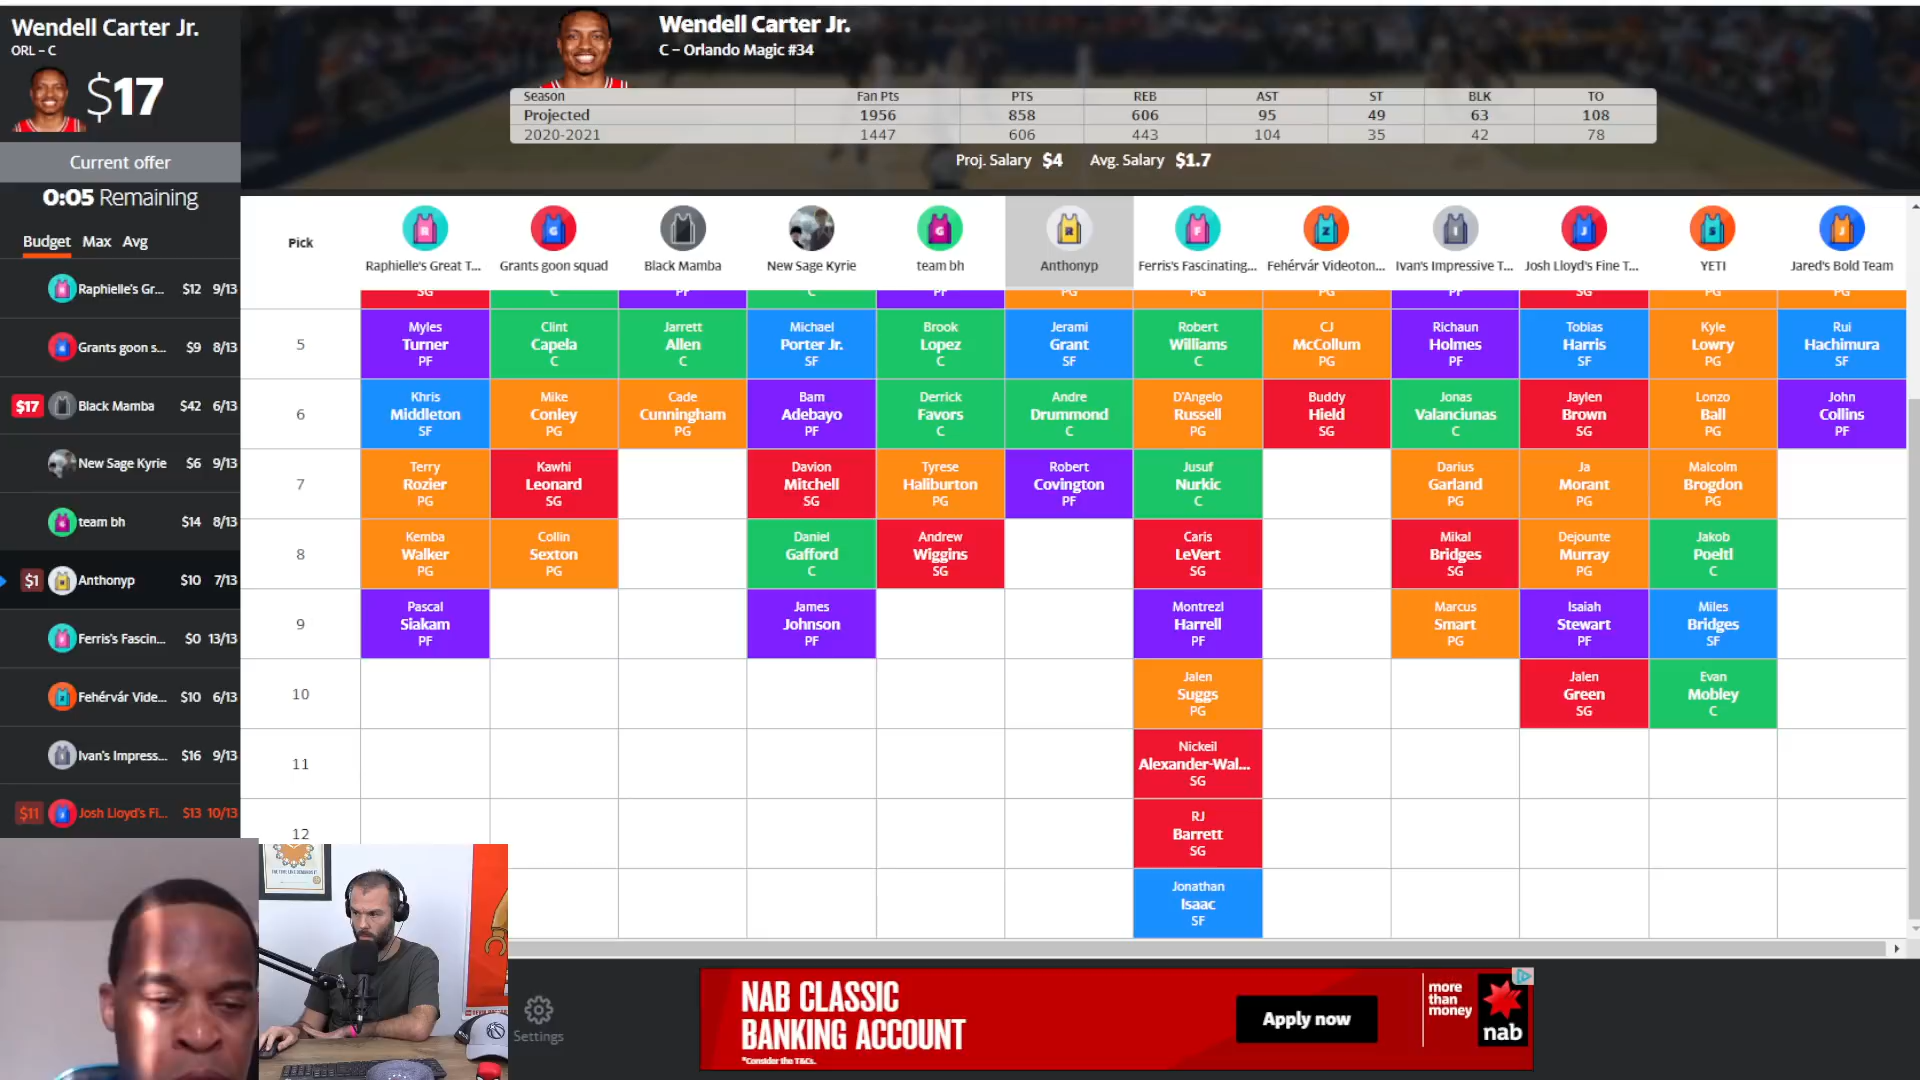 Wendell Carter Jr.
ORL – C
$17
Current offer
0:05 Remaining
Budget Max Avg
Raphielle's Gr... $12 9/13
Grants goon s... $9 8/13
$17 Black Mamba $42 6/13
New Sage Kyrie $6 9/13
team bh $14 8/13
$1 Anthonyp $10 7/13
Ferris's Fascin... $0 13/13
Fehérvár Vide... $10 6/13
Ivan's Impress... $16 9/13
$11 Josh Lloyd's Fi... $13 10/13
Wendell Carter Jr.
C – Orlando Magic #34
Season Fan Pts PTS REB AST ST BLK TO
Projected 1956 858 606 95 49 63 108
2020-2021 1447 606 443 104 35 42 78
Proj. Salary $4 Avg. Salary $1.7
Pick Raphielle's Great T... Grants goon squad Black Mamba New Sage Kyrie team bh Anthonyp Ferris's Fascinating... Fehérvár Videoton... Ivan's Impressive T... Josh Lloyd's Fine T... YETI Jared's Bold Team
SG C PF C PF PG PG PG PF SG PG PG
Myles Clint Jarrett Michael Brook Jerami Robert CJ Richaun Tobias Kyle Rui
5 Turner Capela Allen Porter Jr. Lopez Grant Williams McCollum Holmes Harris Lowry Hachimura
PF C C SF C SF C PG PF SF PG SF
Khris Mike Cade Bam Derrick Andre D'Angelo Buddy Jonas Jaylen Lonzo John
6 Middleton Conley Cunningham Adebayo Favors Drummond Russell Hield Valanciunas Brown Ball Collins
SF PG PG PF C C PG SG C SG PG PF
Terry Kawhi Davion Tyrese Robert Jusuf Darius Ja Malcolm
7 Rozier Leonard Mitchell Haliburton Covington Nurkic Garland Morant Brogdon
PG SG SG PG PF C PG PG PG
Kemba Collin Daniel Andrew Caris Mikal Dejounte Jakob
8 Walker Sexton Gafford Wiggins LeVert Bridges Murray Poeltl
PG PG C SG SG SG PG C
Pascal James Montrezl Marcus Isaiah Miles
9 Siakam Johnson Harrell Smart Stewart Bridges
PF PF PF PG PF SF
Jalen Jalen Evan
10 Suggs Green Mobley
PG SG C
Nickeil
11 Alexander-Wal...
SG
RJ
12 Barrett
SG
Jonathan
Isaac
SF
Settings
NAB CLASSIC
BANKING ACCOUNT
*Consider the T&Cs.
Apply now
more
than
money
nab